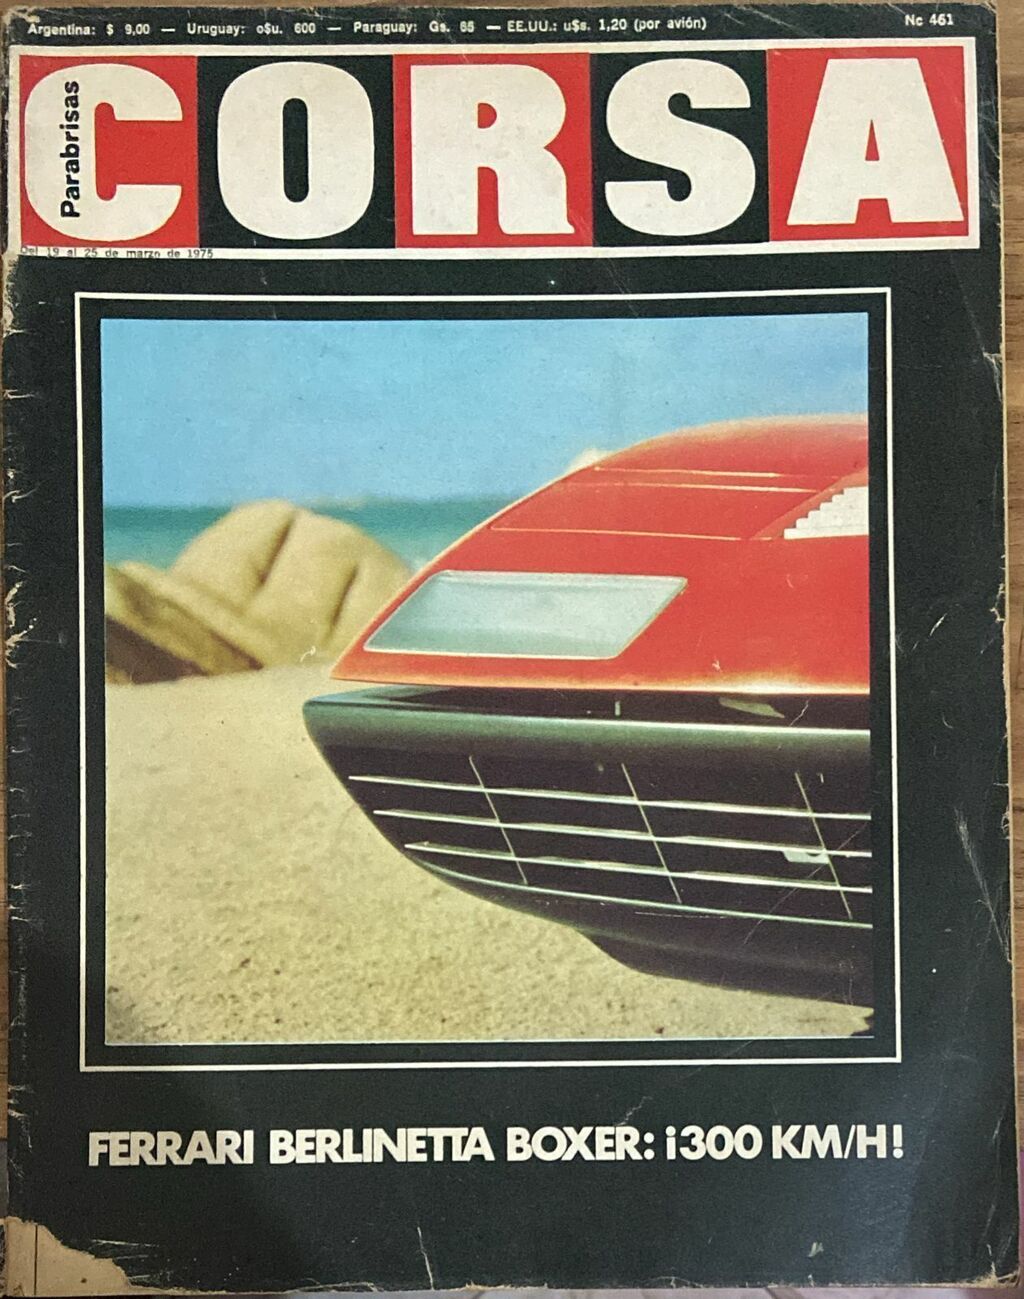 Argentina: $ 9,00 — Uruguay: o$u. 600 — Paraguay: Gs. 65 — EE.UU.: u$s. 1,20 (por avión)
Nº 461
Parabrisas
CORSA
Del 19 al 25 de marzo de 1975
FERRARI BERLINETTA BOXER: ¡300 KM/H!